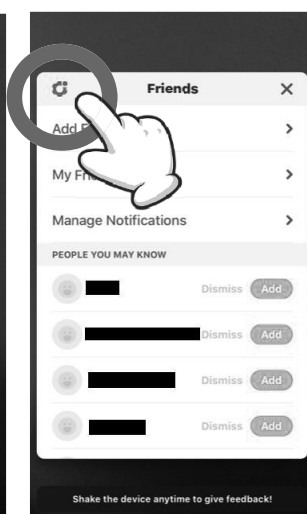 Friends
Add
My
Manage Notifications
PEOPLE YOU MAY KNOW
Dismiss Add
Dismiss Add
Dismiss Add
Dismiss Add
Shake the device anytime to give feedback!